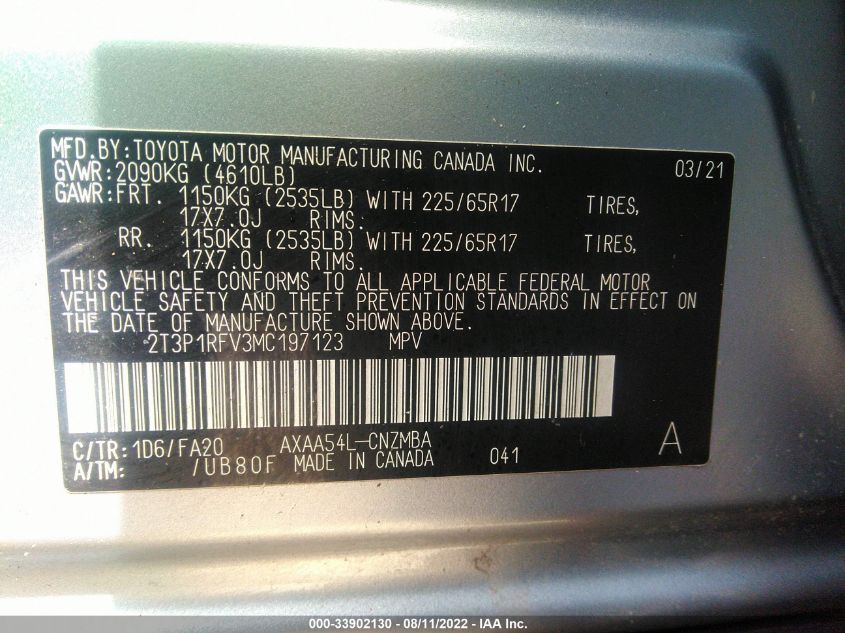 MFD.BY:TOYOTA MOTOR MANUFACTURING CANADA INC. 03/21
GVWR:2090KG (4610LB)
GAWR:FRT. 1150KG (2535LB) WITH 225/65R17 TIRES,
17X7.0J RIMS.
RR. 1150KG (2535LB) WITH 225/65R17 TIRES,
17X7.0J RIMS.
THIS VEHICLE CONFORMS TO ALL APPLICABLE FEDERAL MOTOR
VEHICLE SAFETY AND THEFT PREVENTION STANDARDS IN EFFECT ON
THE DATE OF MANUFACTURE SHOWN ABOVE.
2T3P1RFV3MC197123 MPV
C/TR:1D6/FA20 AXAA54L-CNZMBA
A/TM: /UB80F MADE IN CANADA 041 A
000-33902130 - 08/11/2022 - IAA Inc.